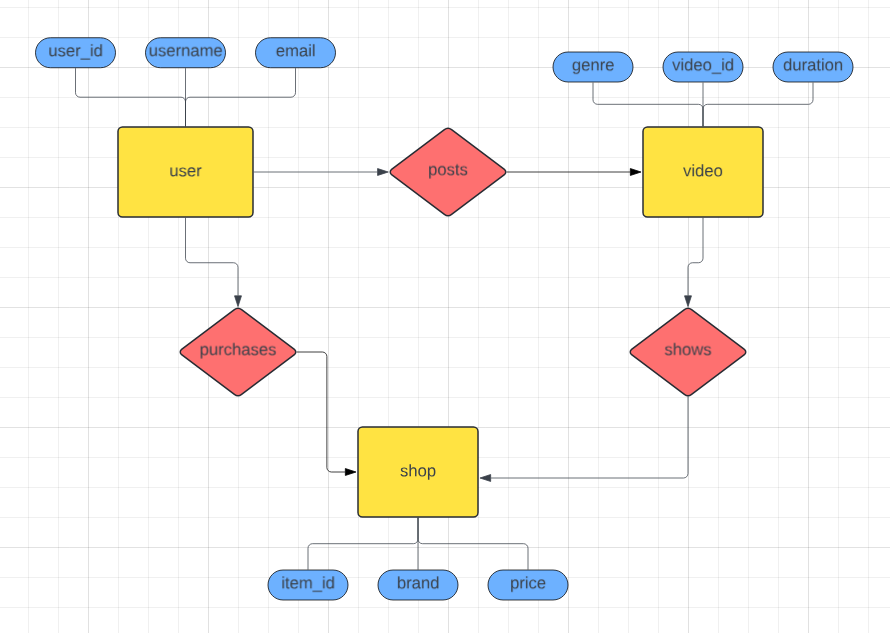 user_id
username
email
genre
video_id
duration
user
posts
video
purchases
shows
shop
item_id
brand
price